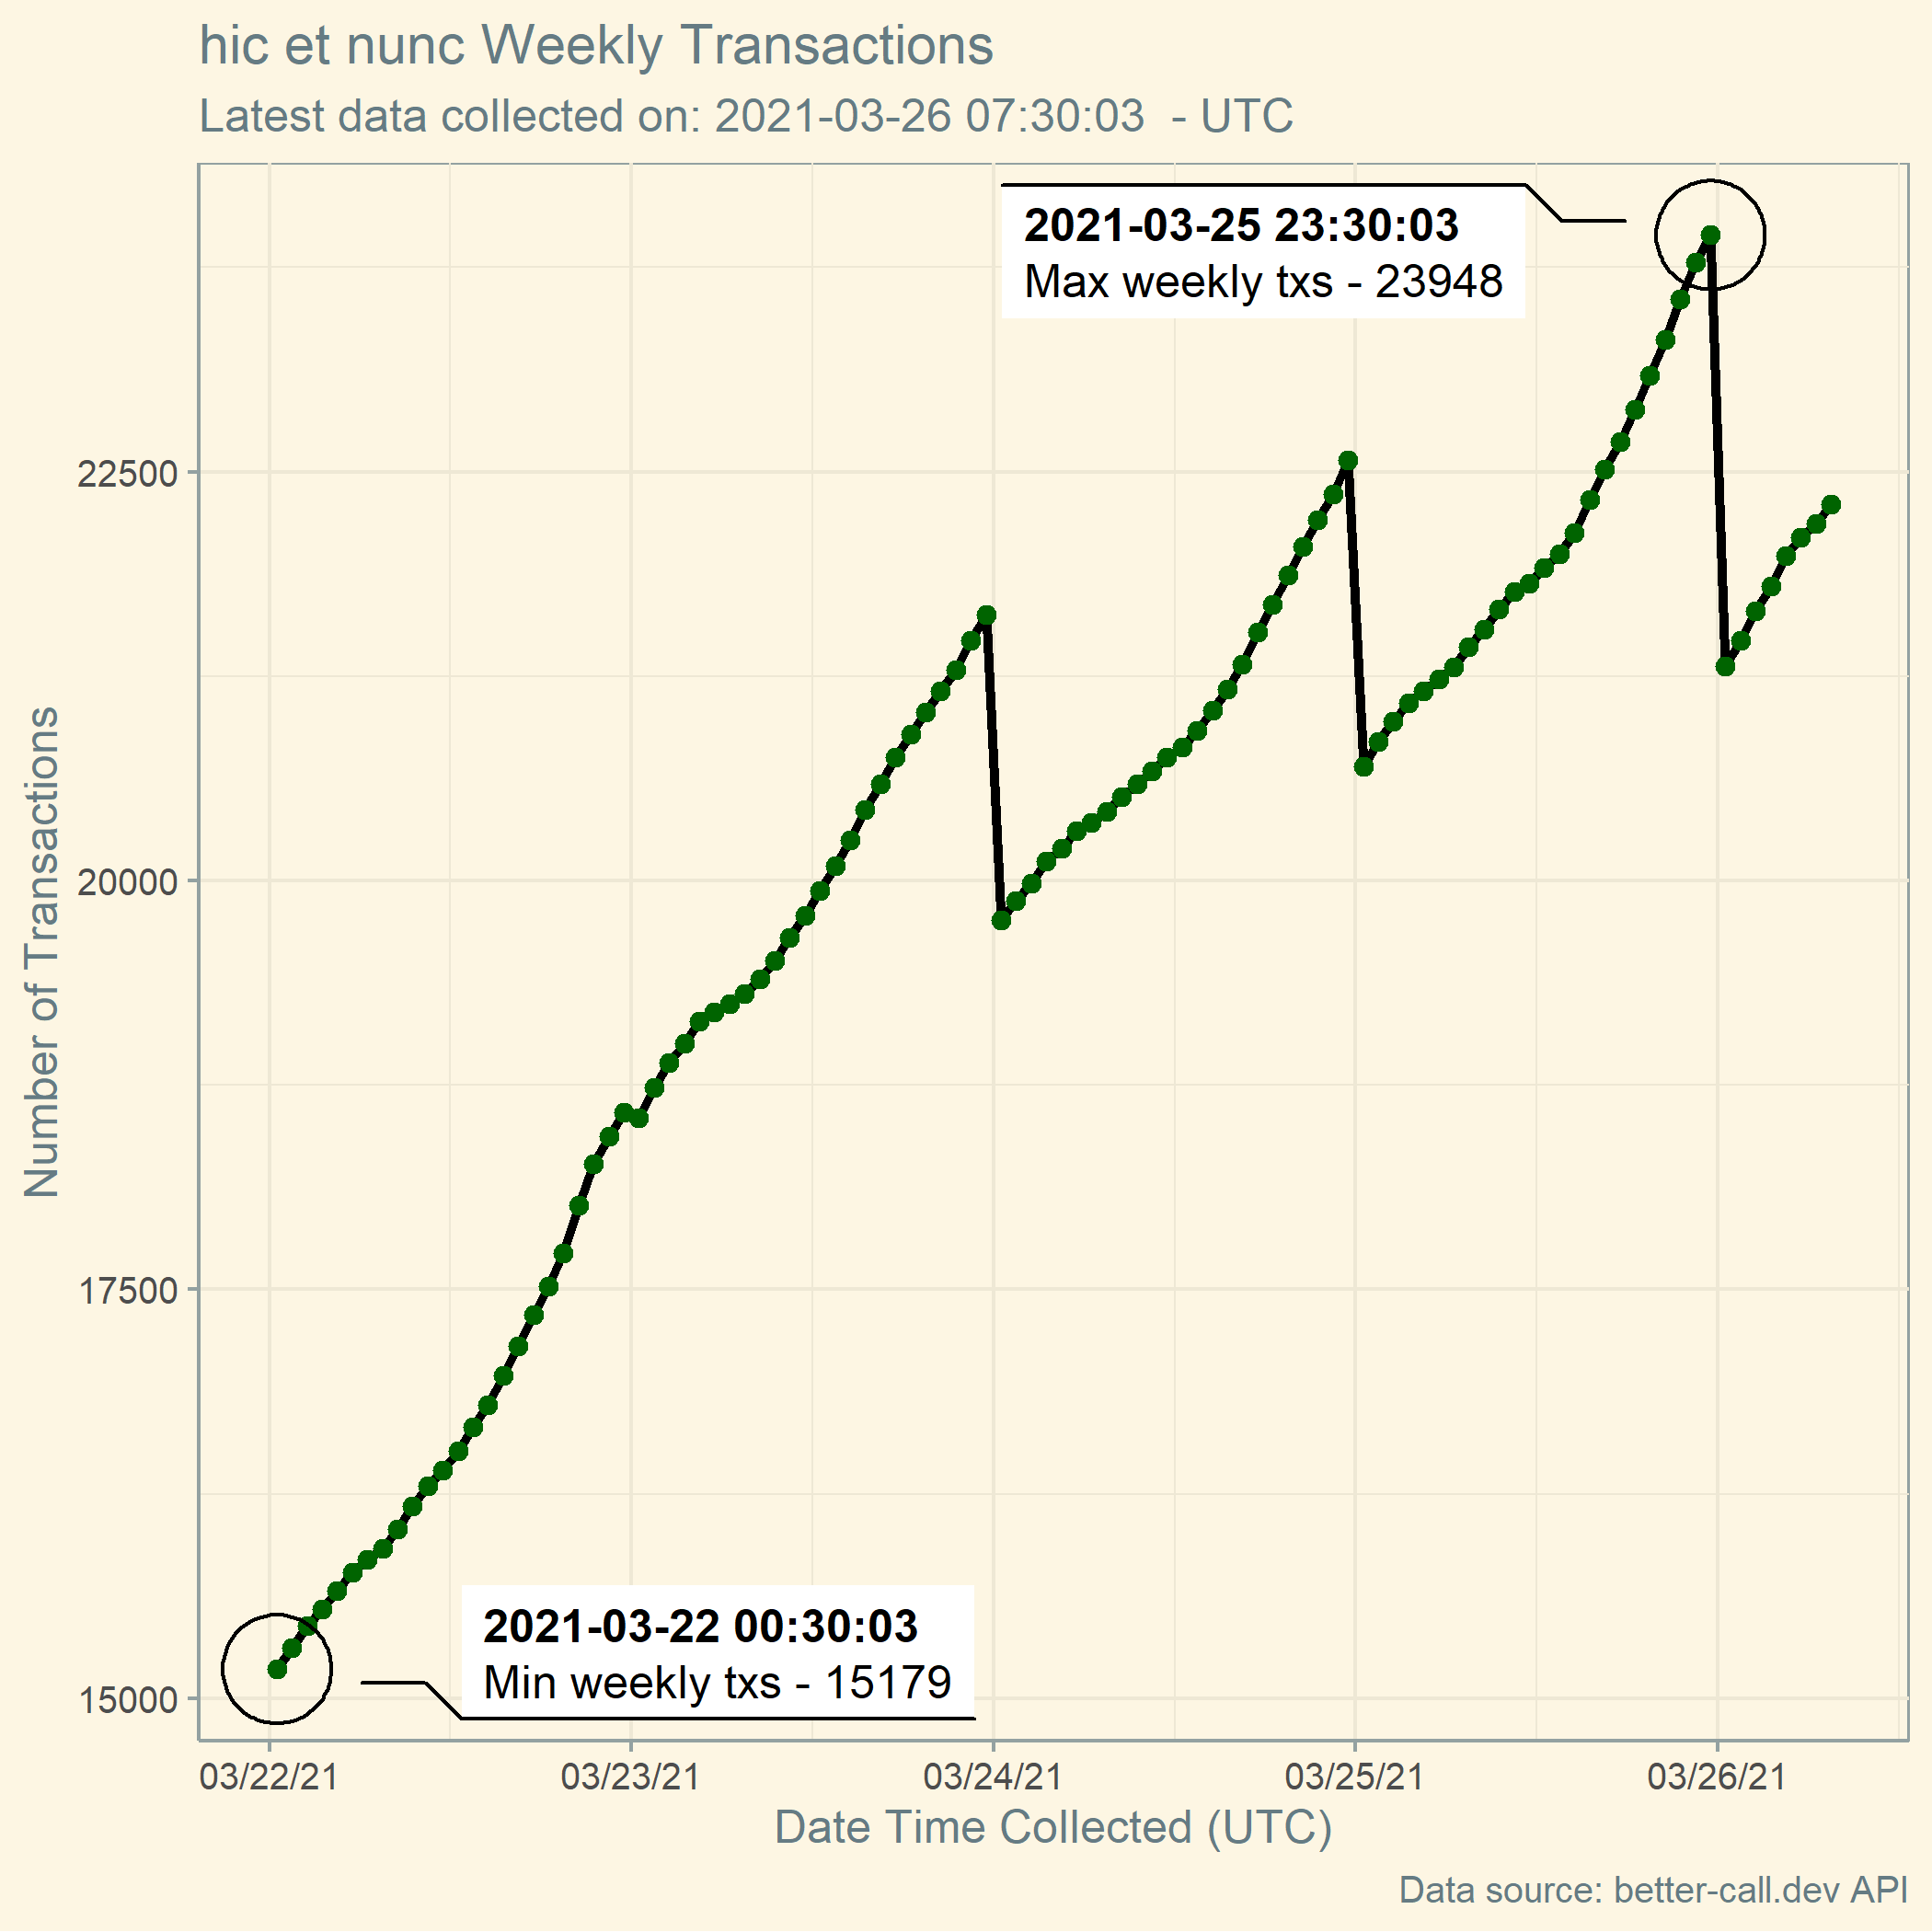 hic et nunc Weekly Transactions
Latest data collected on: 2021-03-26 07:30:03  - UTC
2021-03-25 23:30:03
Max weekly txs - 23948
22500
20000
17500
15000
Number of Transactions
2021-03-22 00:30:03
Min weekly txs - 15179
03/22/21 03/23/21 03/24/21 03/25/21 03/26/21
Date Time Collected (UTC)
Data source: better-call.dev API